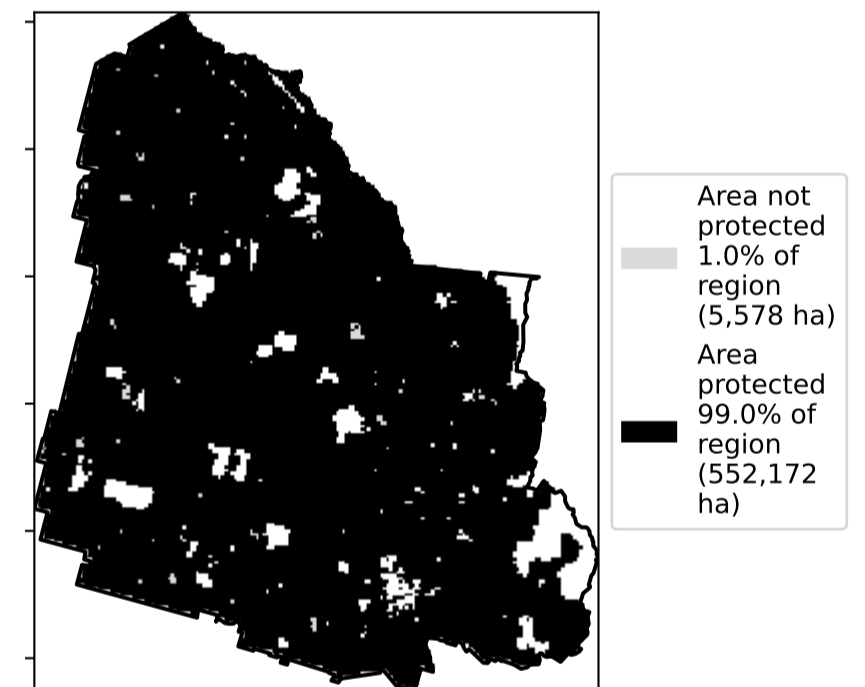 Area not
protected
1.0% of
region
(5,578 ha)
Area
protected
99.0% of
region
(552,172
ha)